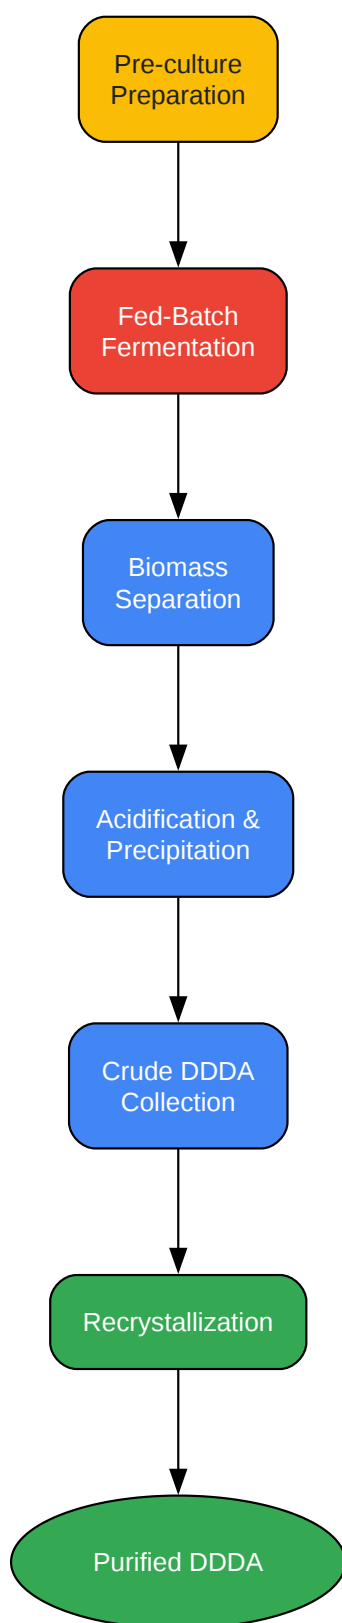 Pre-culture
Preparation
Fed-Batch
Fermentation
Biomass
Separation
Acidification &
Precipitation
Crude DDDA
Collection
Recrystallization
Purified DDDA